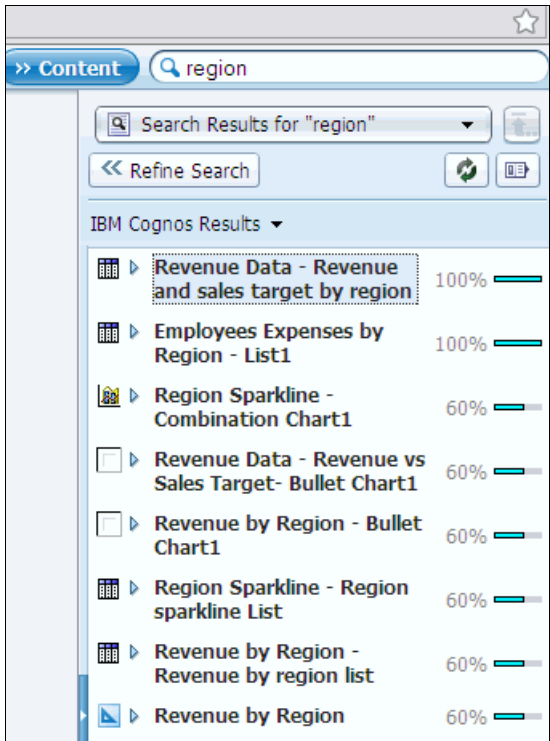 >> Content
region
Search Results for "region"
Refine Search
IBM Cognos Results
Revenue Data - Revenue
and sales target by region
100%
Employees Expenses by
Region - List1
100%
Region Sparkline -
Combination Chart1
60%
Revenue Data - Revenue vs
Sales Target- Bullet Chart1
60%
Revenue by Region - Bullet
Chart1
60%
Region Sparkline - Region
sparkline List
60%
Revenue by Region -
Revenue by region list
60%
Revenue by Region
60%